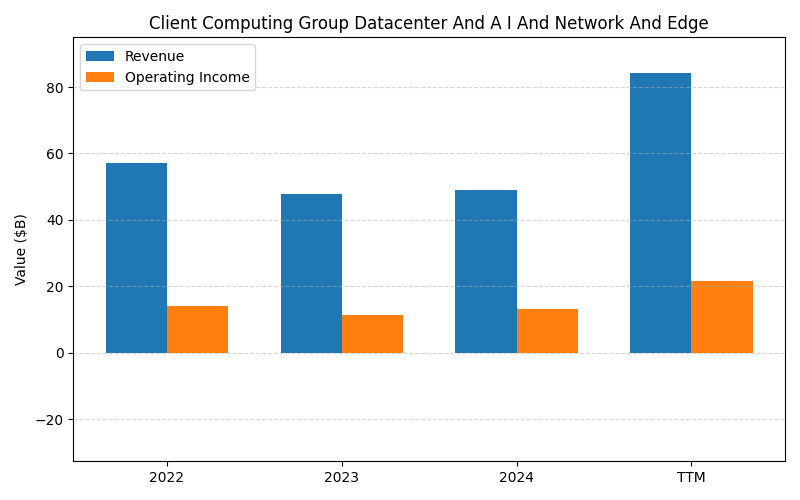 Client Computing Group Datacenter And A I And Network And Edge
Revenue
Operating Income
Value ($B)
80
60
40
20
0
−20
2022
2023
2024
TTM